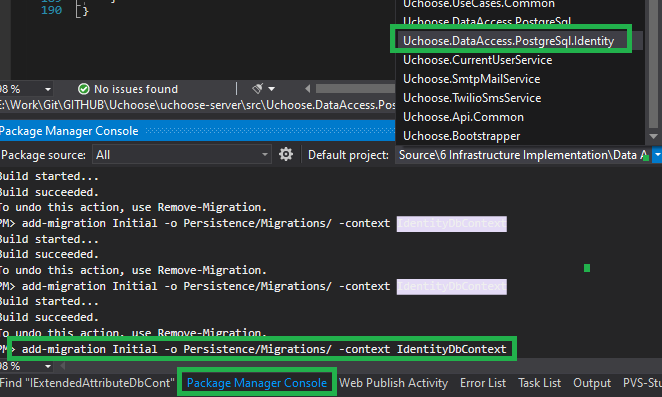 189
}
190
}
98 %
No issues found
E:\Work\Git\GITHUB\Uchoose\uchoose-server\src\Uchoose.DataAccess.Pos
Uchoose.UseCases.Common
Uchoose.DataAccess.PostgreSql
Uchoose.DataAccess.PostgreSql.Identity
Uchoose.CurrentUserService
Uchoose.SmtpMailService
Uchoose.TwilioSmsService
Uchoose.Api.Common
Uchoose.Bootstrapper
Package Manager Console
Package source: All
Default project: Source\6 Infrastructure Implementation\Data A
Build started...
Build succeeded.
To undo this action, use Remove-Migration.
PM> add-migration Initial -o Persistence/Migrations/ -context IdentityDbContext
Build started...
Build succeeded.
To undo this action, use Remove-Migration.
PM> add-migration Initial -o Persistence/Migrations/ -context IdentityDbContext
Build started...
Build succeeded.
To undo this action, use Remove-Migration.
PM> add-migration Initial -o Persistence/Migrations/ -context IdentityDbContext
98 %
Find "IExtendedAttributeDbCont" Package Manager Console Web Publish Activity Error List Task List Output PVS-Stu